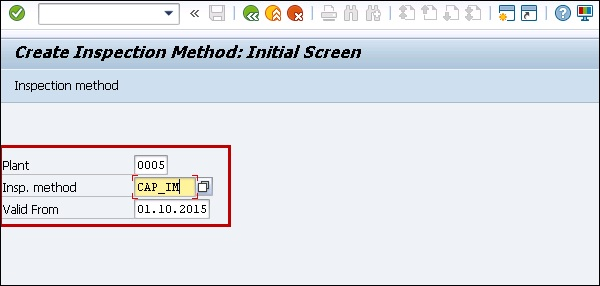 Create Inspection Method: Initial Screen
Inspection method
Plant 0005
Insp. method CAP_IM
Valid From 01.10.2015